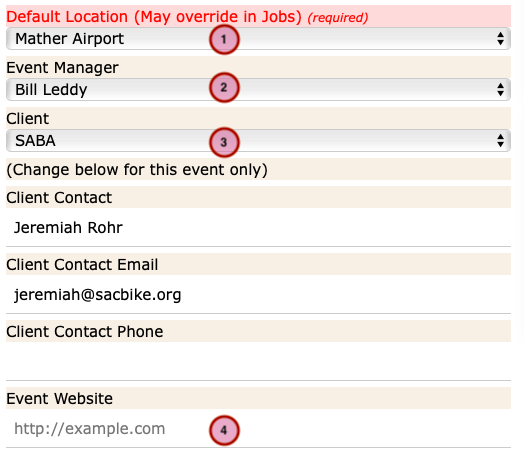 Default Location (May override in Jobs) (required)
Mather Airport 1
Event Manager
Bill Leddy 2
Client
SABA 3
(Change below for this event only)
Client Contact
Jeremiah Rohr
Client Contact Email
jeremiah@sacbike.org
Client Contact Phone
Event Website
http://example.com 4